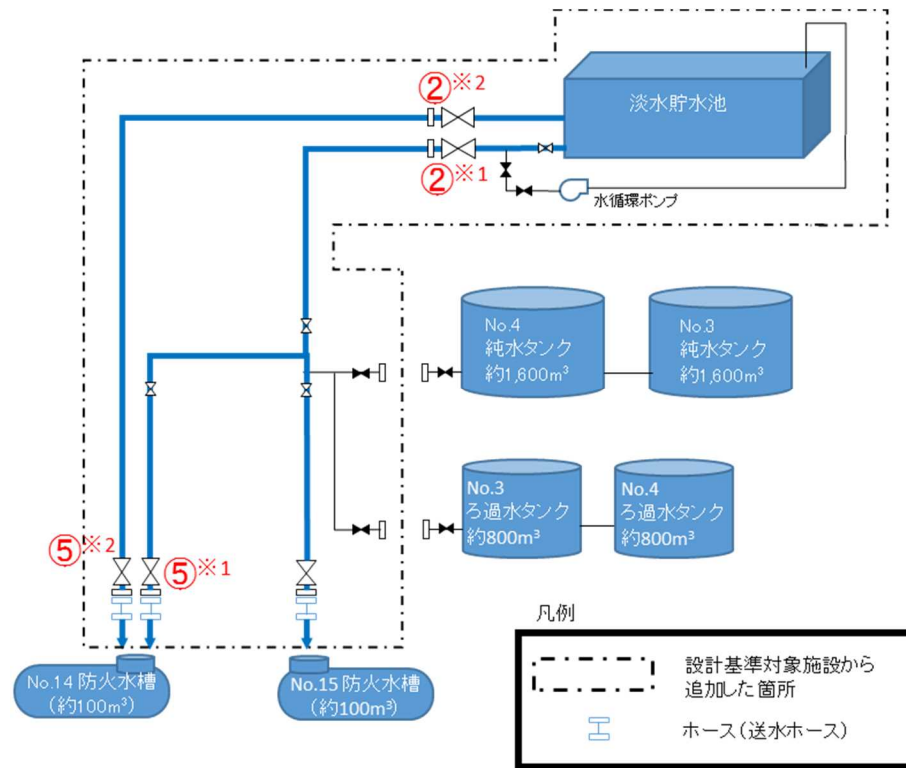 ②※2
淡水貯水池
②※1
水循環ポンプ
No.4
純水タンク
約1,600m³
No.3
純水タンク
約1,600m³
No.3
ろ過水タンク
約800m³
No.4
ろ過水タンク
約800m³
⑤※2
⑤※1
No.14 防火水槽
(約100m³)
No.15 防火水槽
(約100m³)
凡例
設計基準対象施設から
追加した箇所
ホース(送水ホース)